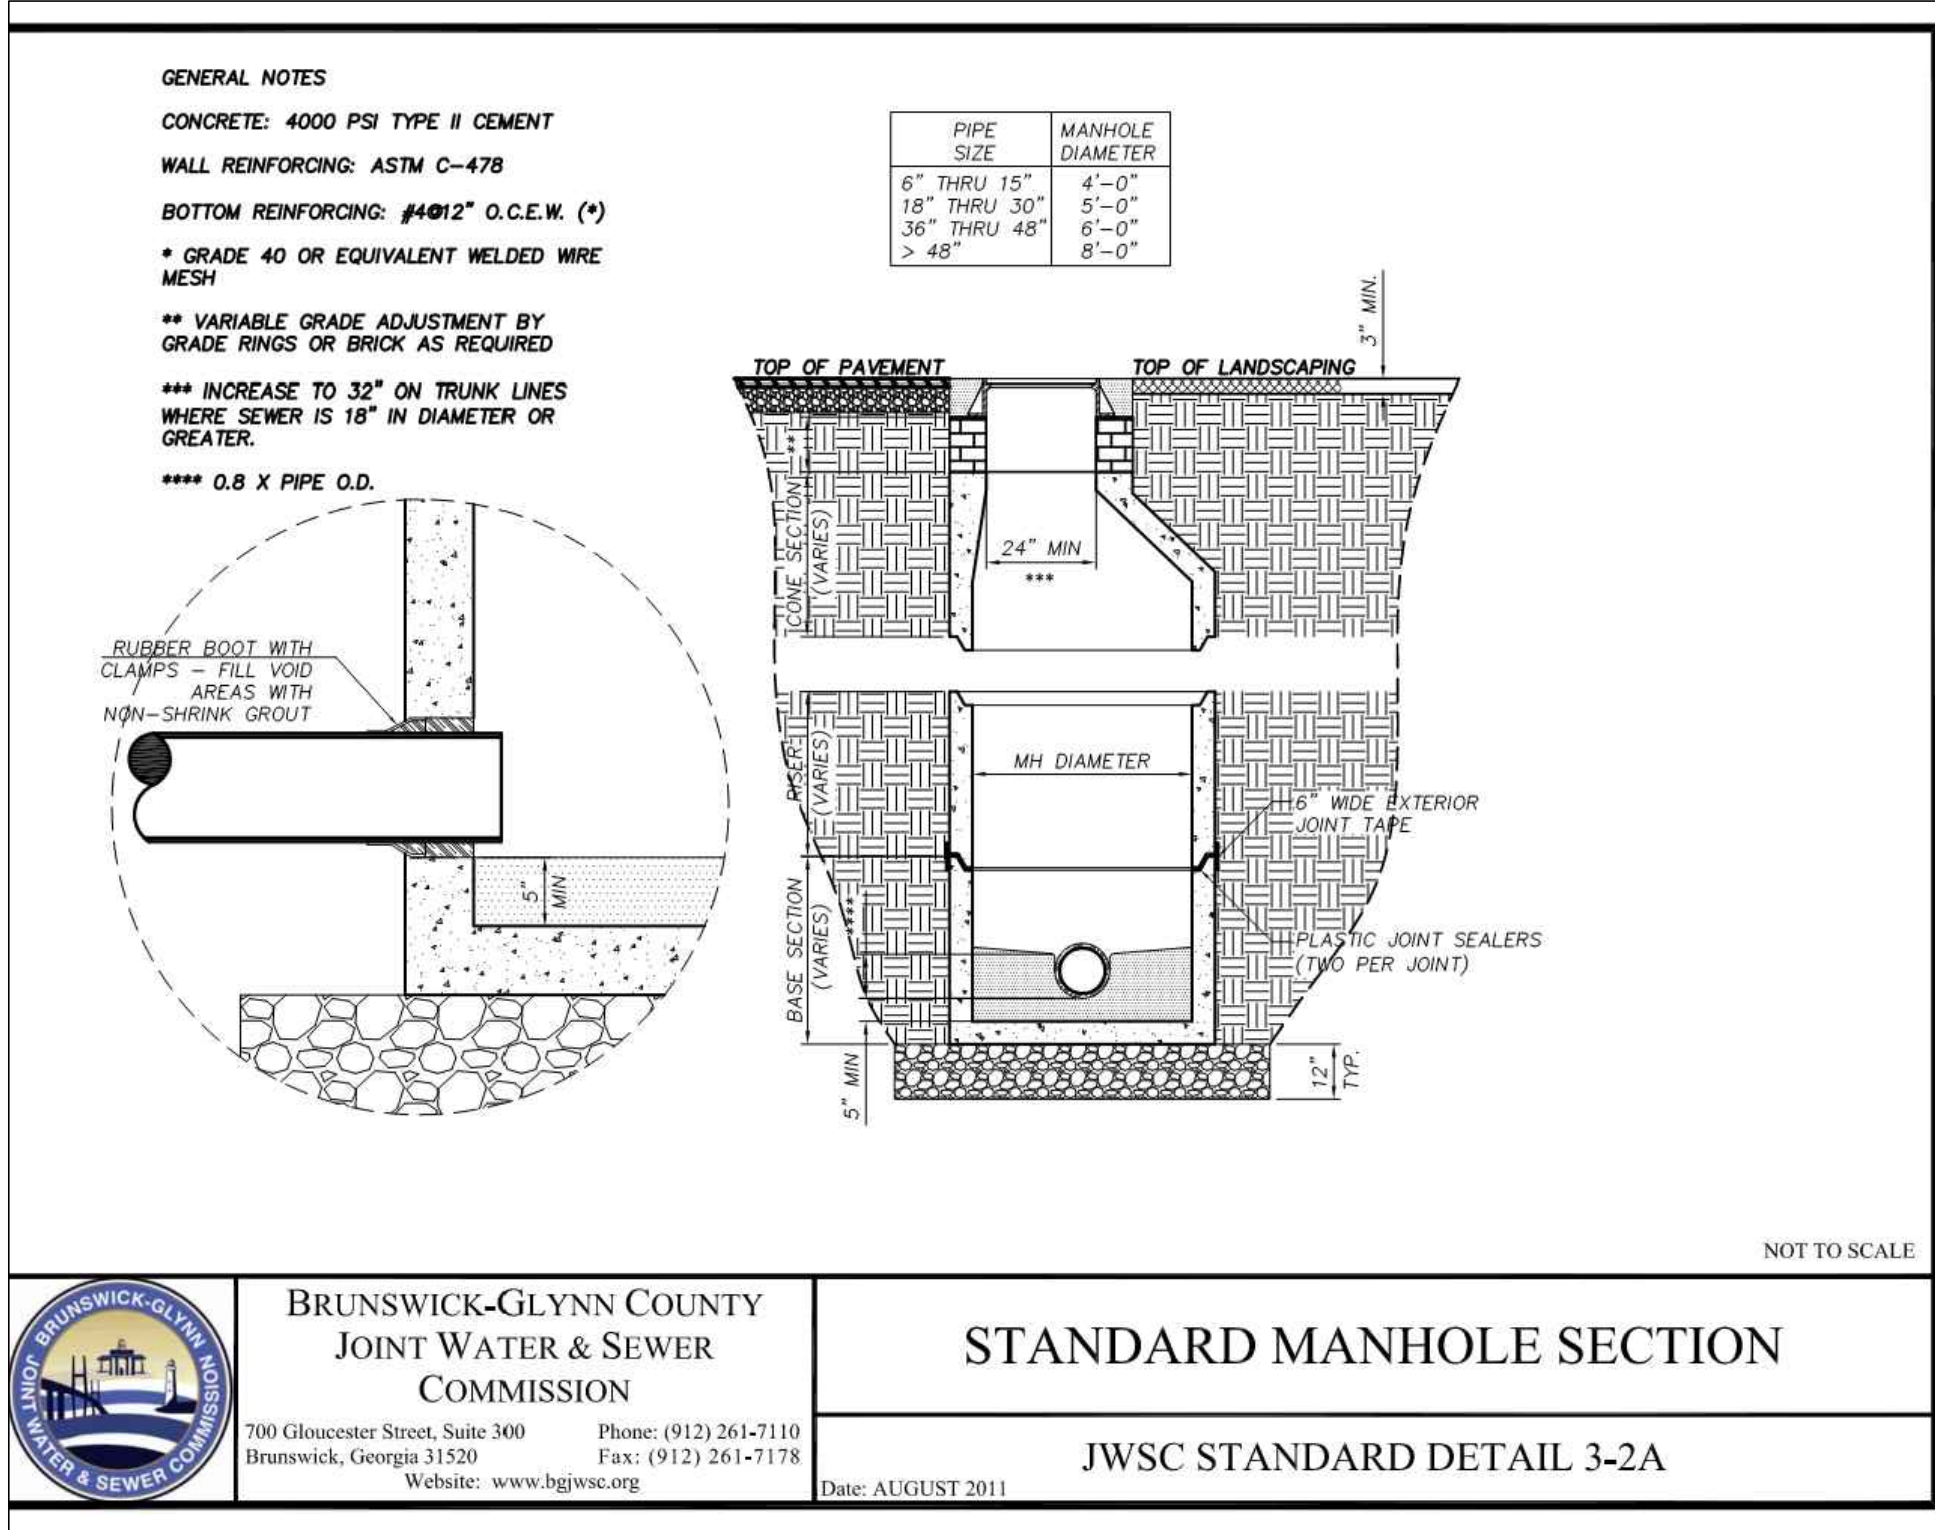 GENERAL NOTES
CONCRETE: 4000 PSI TYPE II CEMENT
WALL REINFORCING: ASTM C-478
BOTTOM REINFORCING: #4@12" O.C.E.W. (*)
* GRADE 40 OR EQUIVALENT WELDED WIRE
MESH
** VARIABLE GRADE ADJUSTMENT BY
GRADE RINGS OR BRICK AS REQUIRED
*** INCREASE TO 32" ON TRUNK LINES
WHERE SEWER IS 18" IN DIAMETER OR
GREATER.
**** 0.8 X PIPE O.D.
PIPE SIZE MANHOLE DIAMETER
6" THRU 15" 4'-0"
18" THRU 30" 5'-0"
36" THRU 48" 6'-0"
> 48" 8'-0"
3" MIN.
TOP OF PAVEMENT
TOP OF LANDSCAPING
**
CONE SECTION
(VARIES)
24" MIN
***
RUBBER BOOT WITH
CLAMPS - FILL VOID
AREAS WITH
NON-SHRINK GROUT
5"
MIN
RISER
(VARIES)
MH DIAMETER
6" WIDE EXTERIOR
JOINT TAPE
BASE SECTION
(VARIES)
****
PLASTIC JOINT SEALERS
(TWO PER JOINT)
5" MIN
12"
TYP.
NOT TO SCALE
BRUNSWICK-GLYNN JOINT WATER & SEWER COMMISSION
BRUNSWICK-GLYNN COUNTY
JOINT WATER & SEWER
COMMISSION
700 Gloucester Street, Suite 300 Phone: (912) 261-7110
Brunswick, Georgia 31520 Fax: (912) 261-7178
Website: www.bgjwsc.org
STANDARD MANHOLE SECTION
JWSC STANDARD DETAIL 3-2A
Date: AUGUST 2011